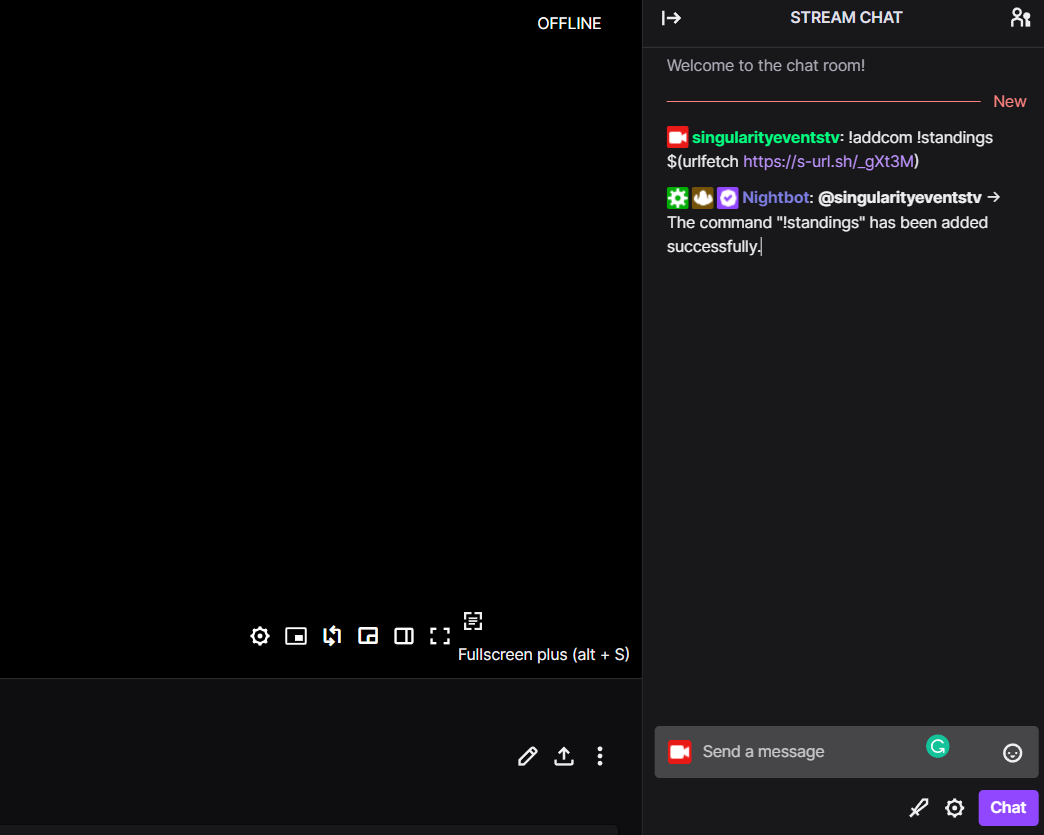 OFFLINE
STREAM CHAT
Welcome to the chat room!
New
singularityeventstv: !addcom !standings
$(urlfetch https://s-url.sh/_gXt3M)
Nightbot: @singularityeventstv →
The command "!standings" has been added
successfully.
Fullscreen plus (alt + S)
Send a message
Chat